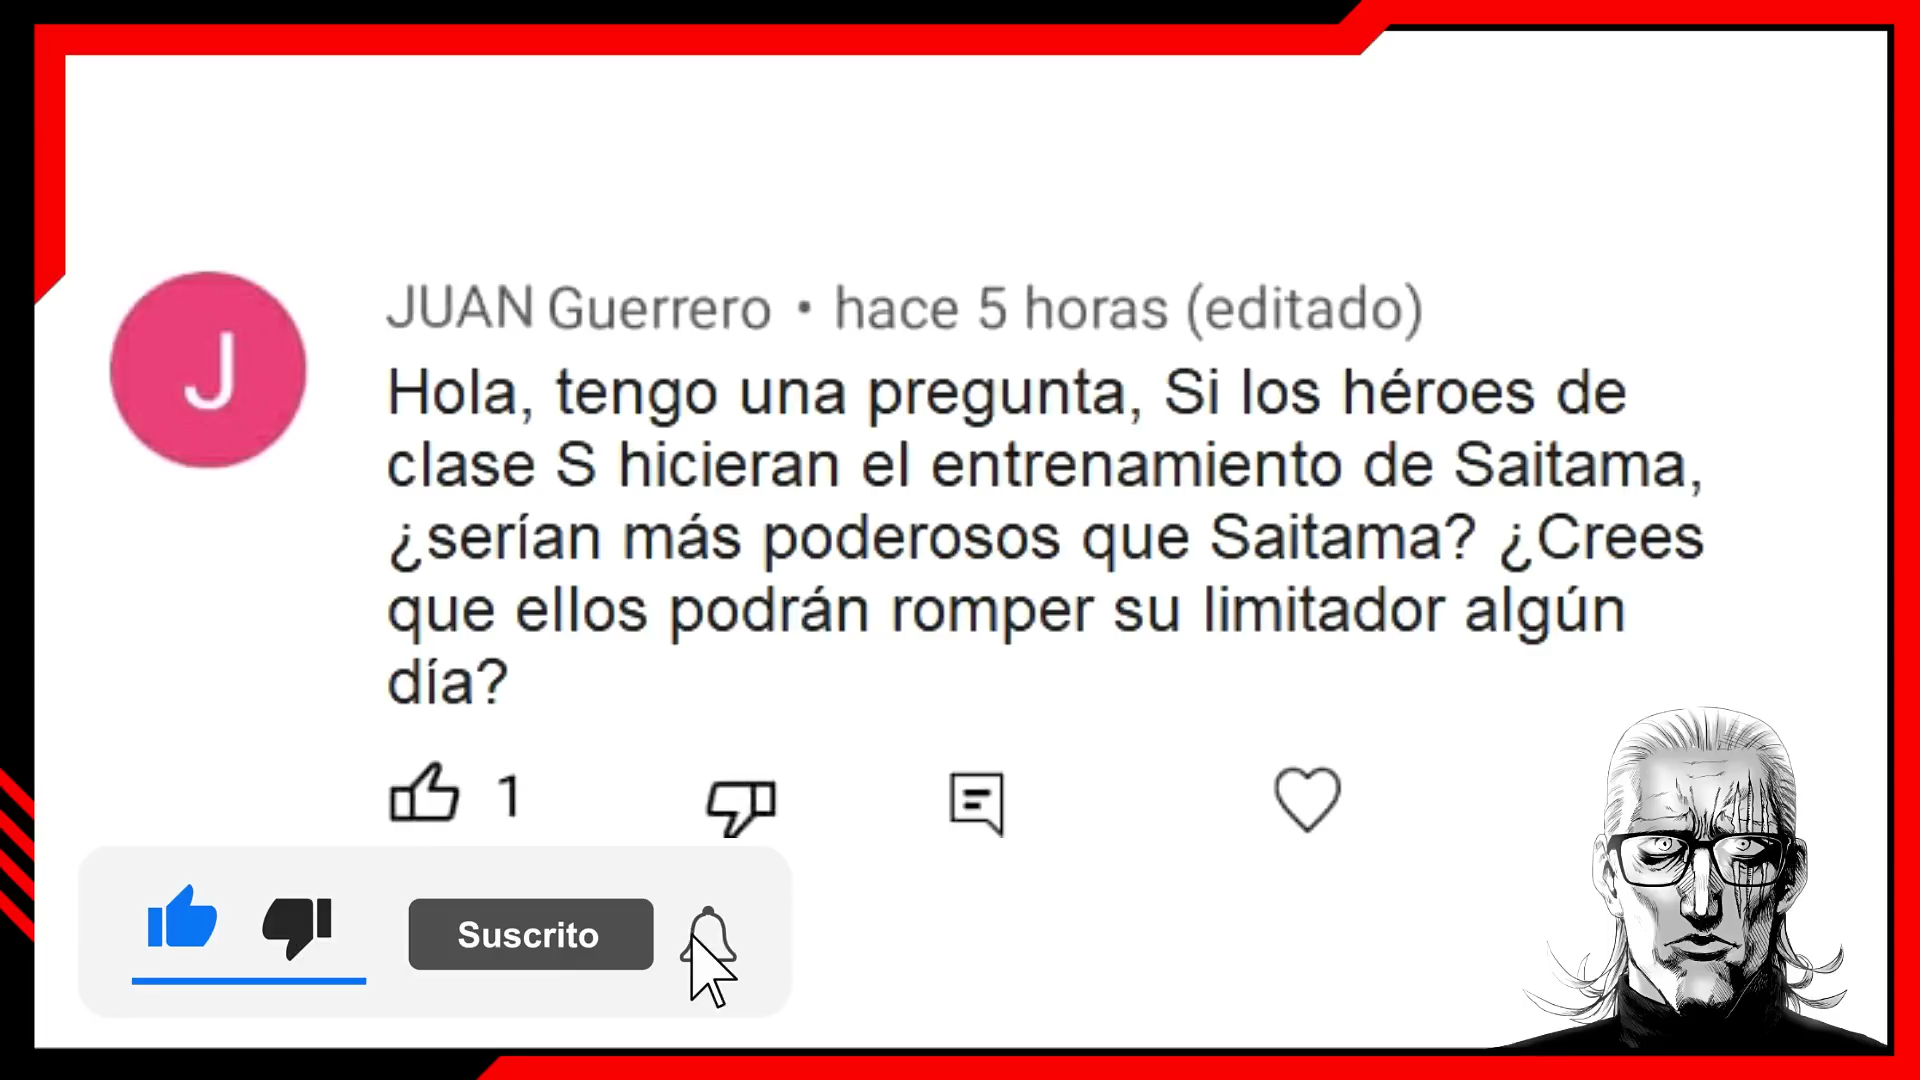 J
JUAN Guerrero • hace 5 horas (editado)
Hola, tengo una pregunta, Si los héroes de
clase S hicieran el entrenamiento de Saitama,
¿serían más poderosos que Saitama? ¿Crees
que ellos podrán romper su limitador algún
día?
1
Suscrito